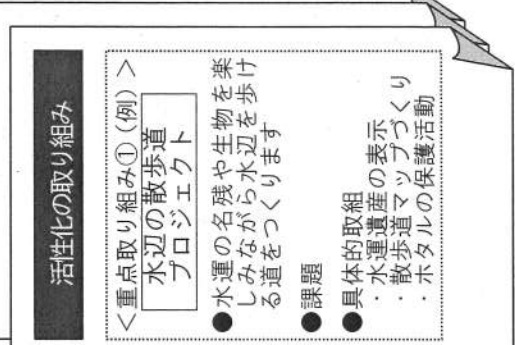 活性化の取り組み
<重点取り組み①(例)>
水辺の散歩道
プロジェクト
●水運の名残や生物を楽
しみながら水辺を歩け
る道をつくります
●課題
●具体的取組
・水運遺産の表示
・散歩道マップづくり
・ホタルの保護活動